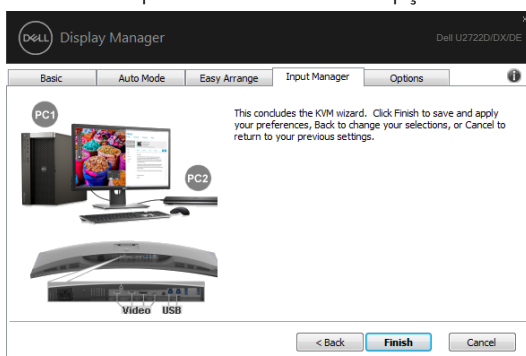 DELL Display Manager
Dell U2722D/DX/DE
Basic
Auto Mode
Easy Arrange
Input Manager
Options
PC1
This concludes the KVM wizard. Click Finish to save and apply
your preferences, Back to change your selections, or Cancel to
return to your previous settings.
PC2
Video USB
< Back
Finish
Cancel